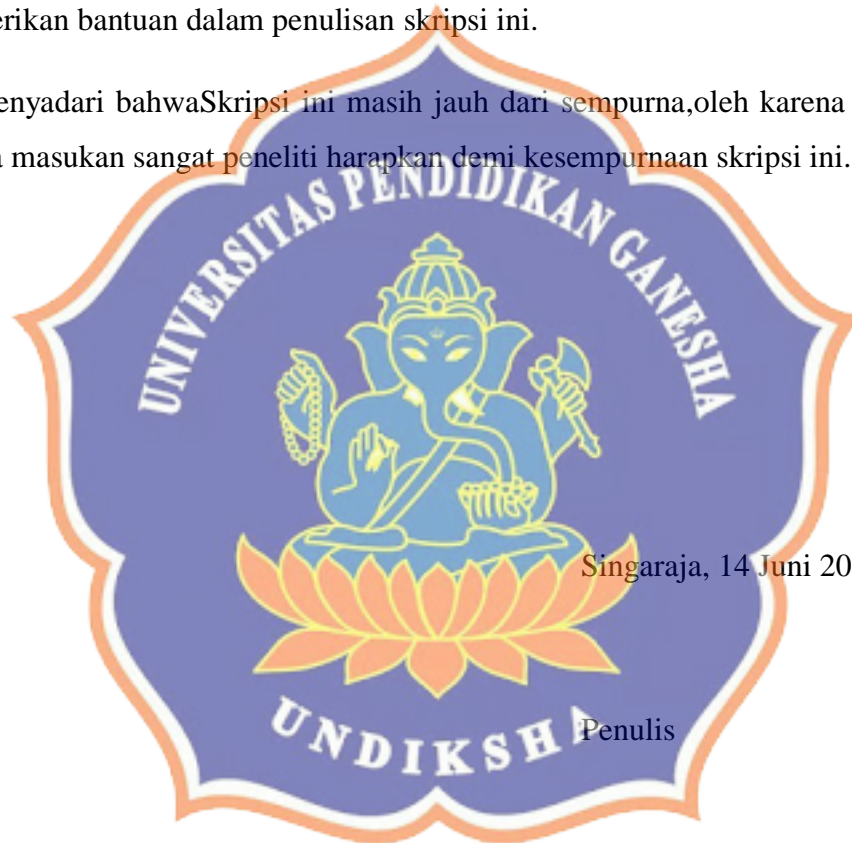 erikan bantuan dalam penulisan skripsi ini.
enyadari bahwaSkripsi ini masih jauh dari sempurna,oleh karena
masukan sangat peneliti harapkan demi kesempurnaan skripsi ini.
UNIVERSITAS PENDIDIKAN GANESHA
Singaraja, 14 Juni 20
UNDIKSHA
Penulis